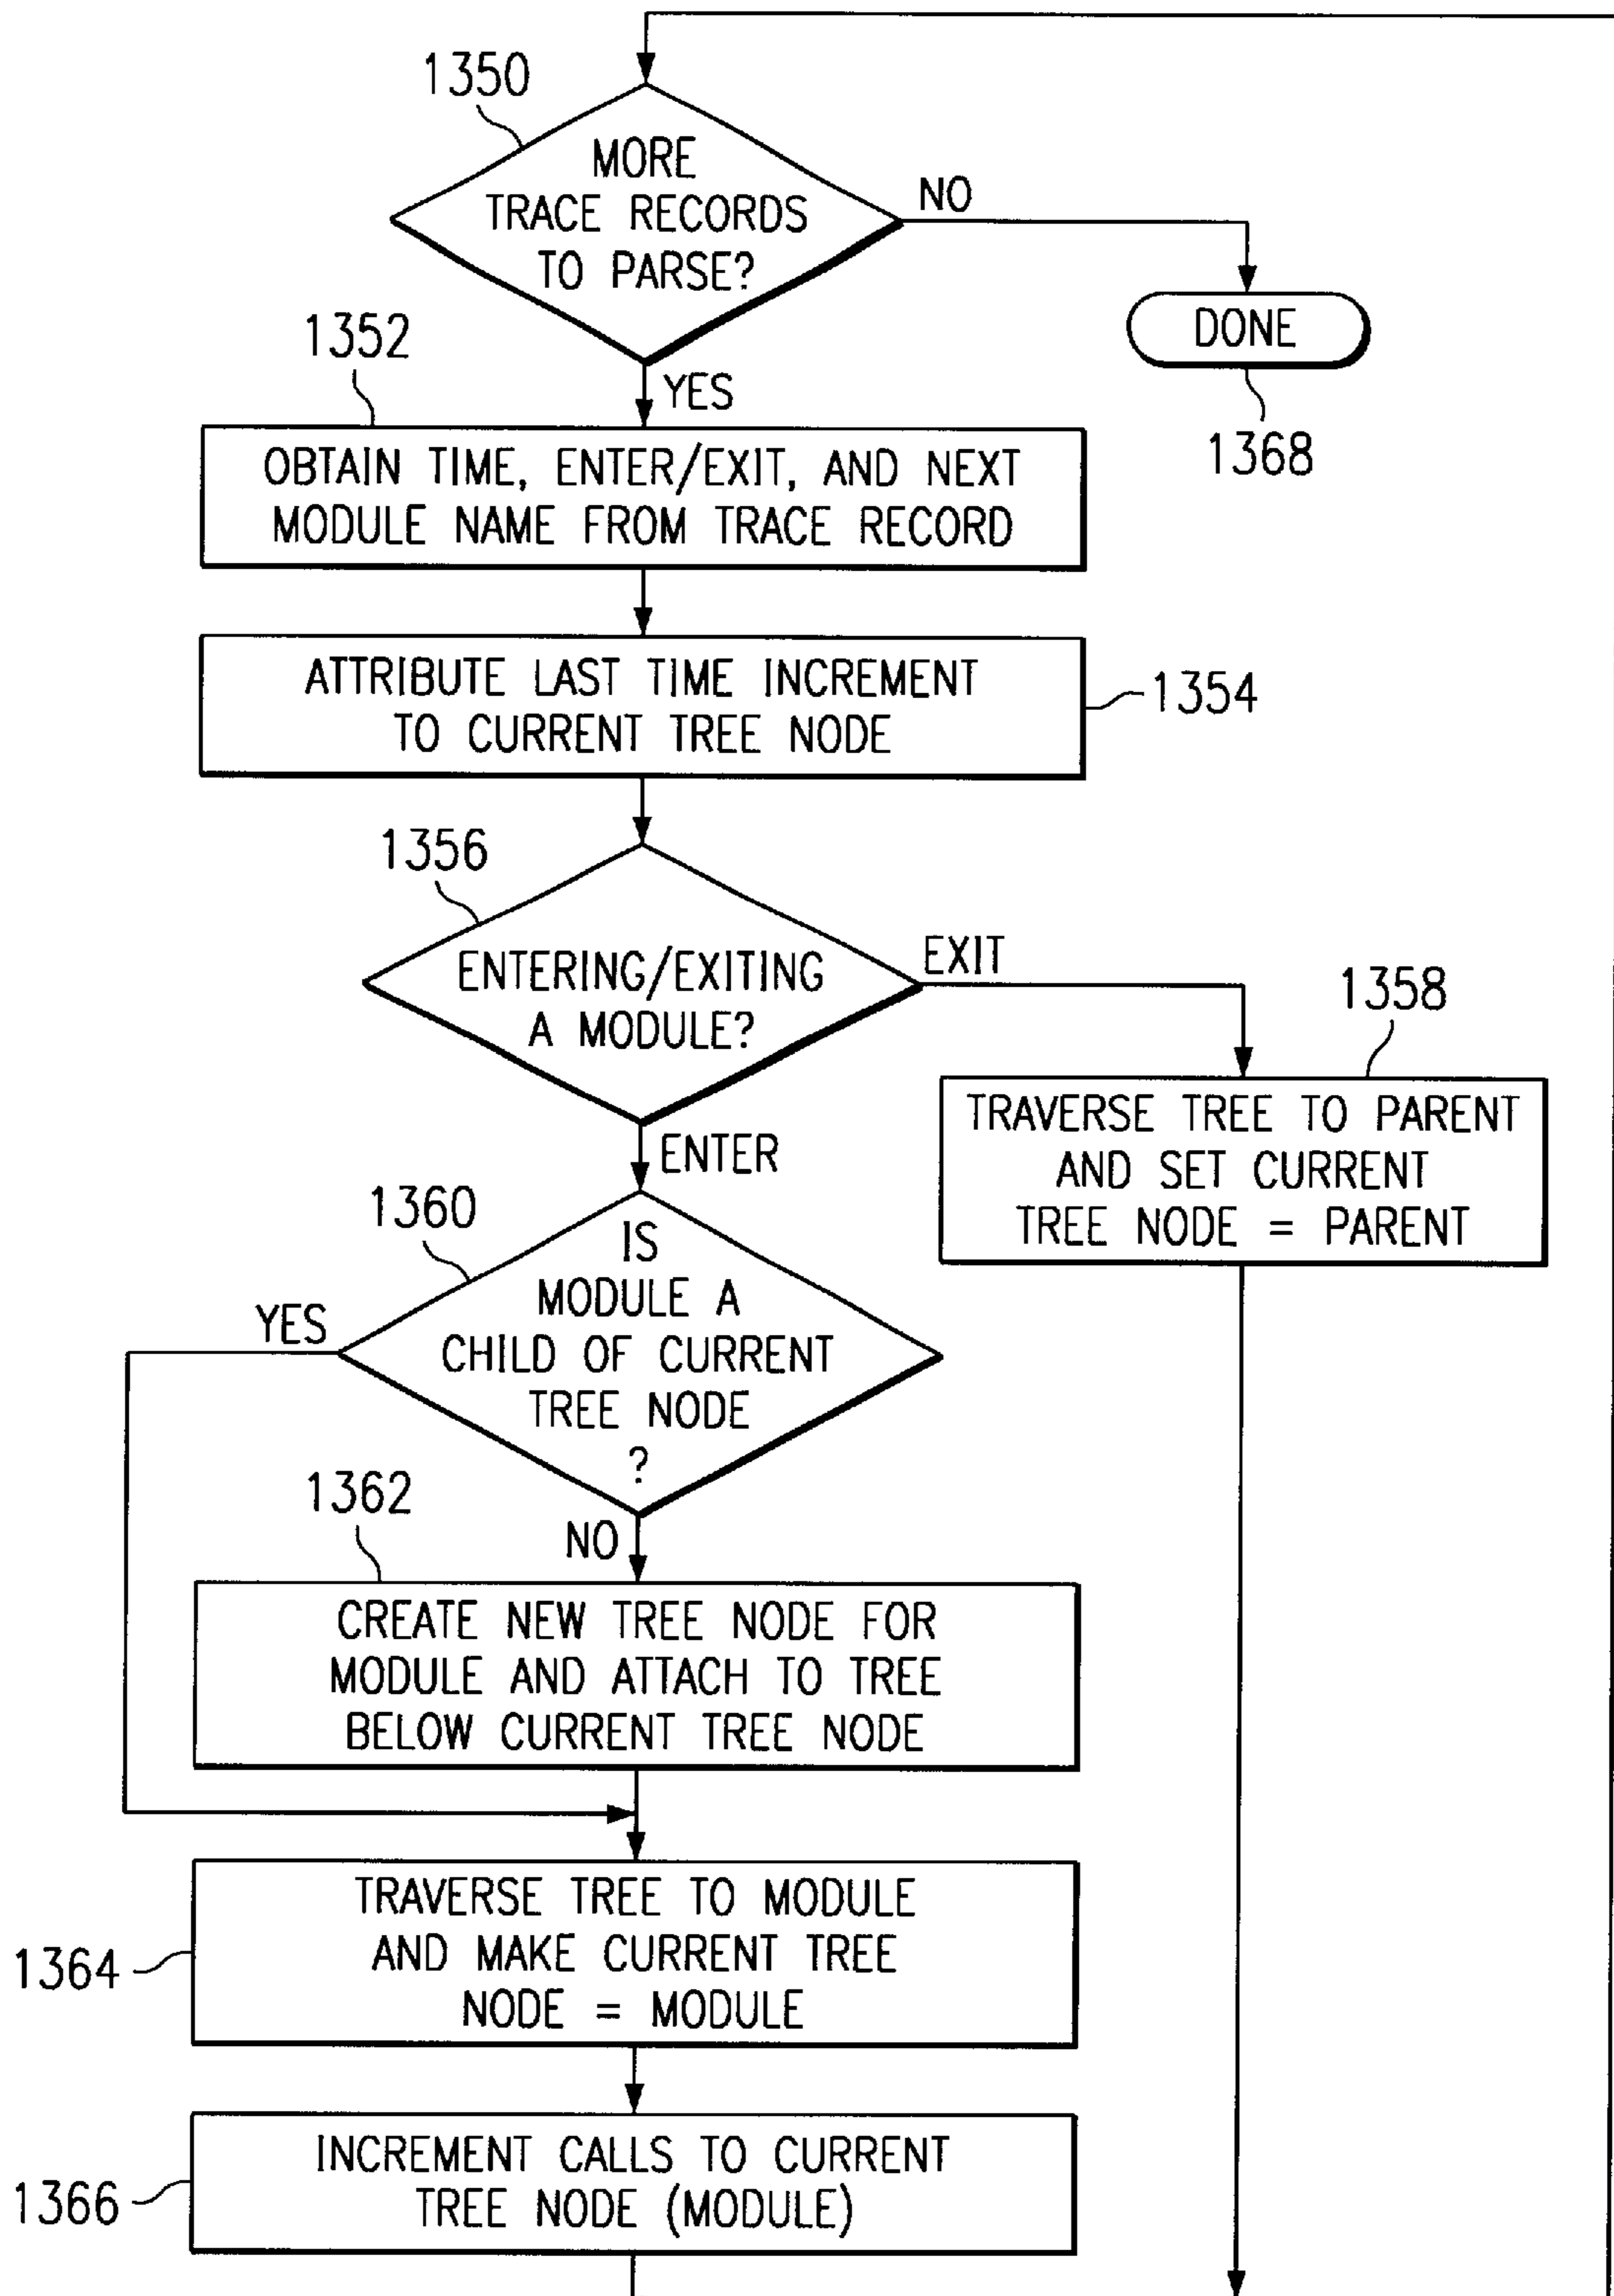 1350
MORE
TRACE RECORDS
TO PARSE?
NO
DONE
1368
YES
1352
OBTAIN TIME, ENTER/EXIT, AND NEXT
MODULE NAME FROM TRACE RECORD
ATTRIBUTE LAST TIME INCREMENT
TO CURRENT TREE NODE
1354
1356
ENTERING/EXITING
A MODULE?
EXIT
1358
TRAVERSE TREE TO PARENT
AND SET CURRENT
TREE NODE = PARENT
ENTER
1360
IS
MODULE A
CHILD OF CURRENT
TREE NODE
?
YES
NO
1362
CREATE NEW TREE NODE FOR
MODULE AND ATTACH TO TREE
BELOW CURRENT TREE NODE
TRAVERSE TREE TO MODULE
AND MAKE CURRENT TREE
NODE = MODULE
1364
INCREMENT CALLS TO CURRENT
TREE NODE (MODULE)
1366